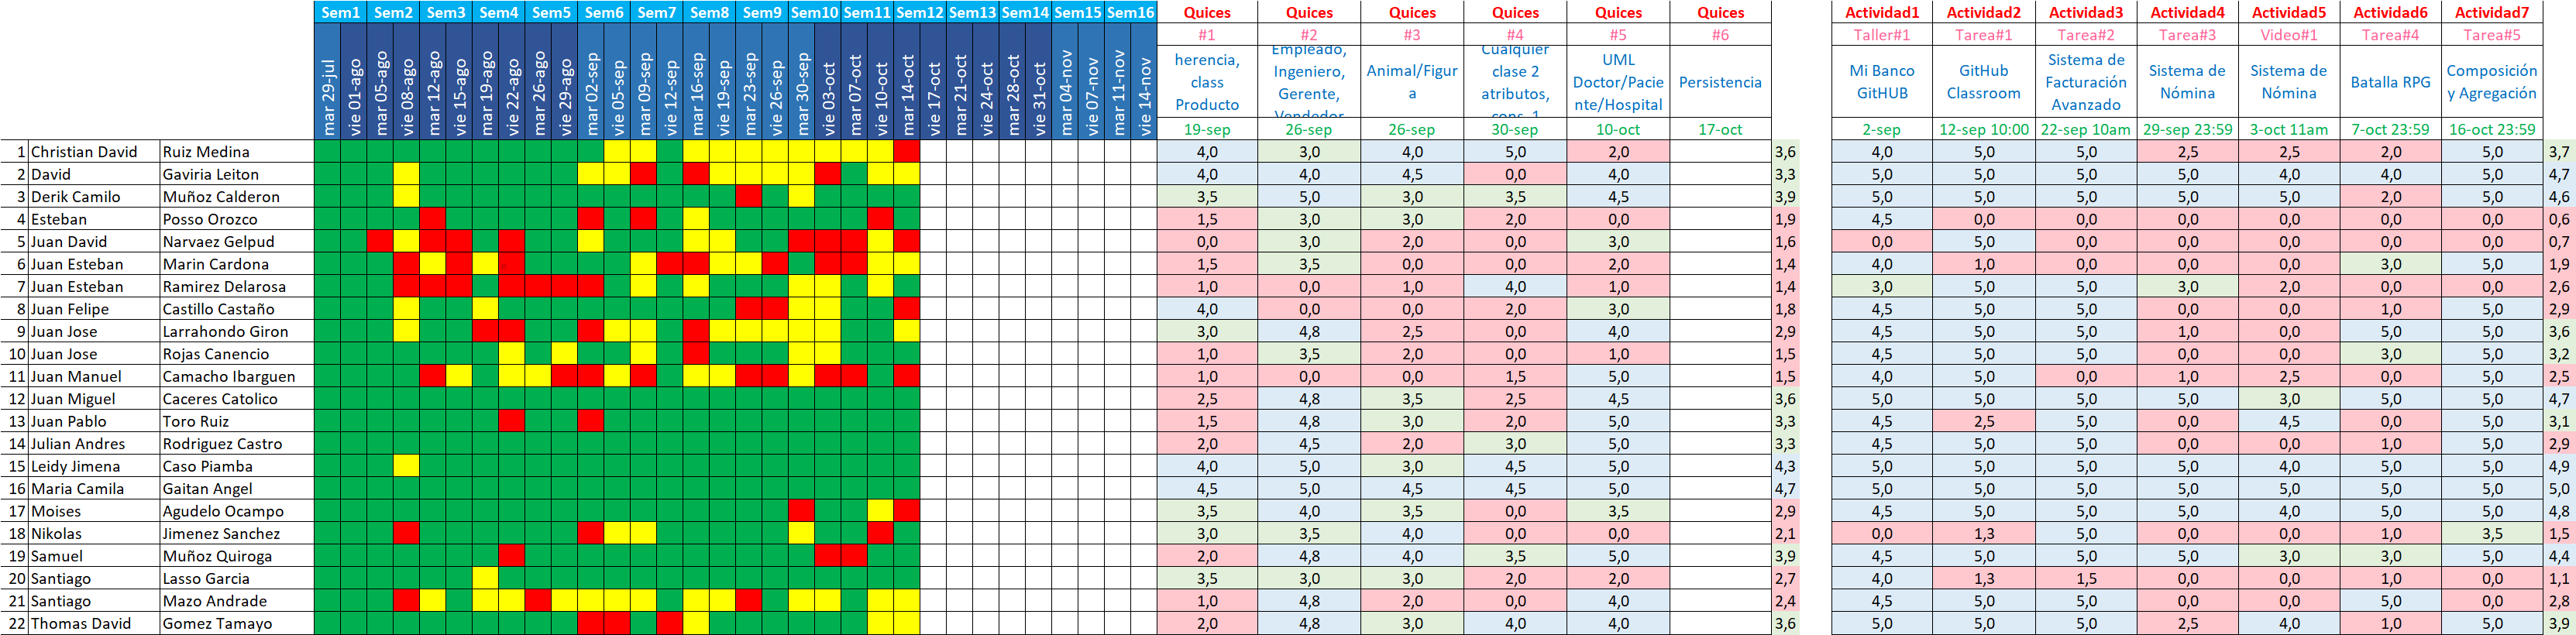 Sem1 Sem2 Sem3 Sem4 Sem5 Sem6 Sem7 Sem8 Sem9 Sem10 Sem11 Sem12 Sem13 Sem14 Sem15 Sem16 Quices Quices Quices Quices Quices Quices Actividad1 Actividad2 Actividad3 Actividad4 Actividad5 Actividad6 Actividad7
#1 #2 #3 #4 #5 #6 Taller#1 Tarea#1 Tarea#2 Tarea#3 Video#1 Tarea#4 Tarea#5
mar 29-jul
vie 01-ago
mar 05-ago
vie 08-ago
mar 12-ago
vie 15-ago
mar 19-ago
vie 22-ago
mar 26-ago
vie 29-ago
mar 02-sep
vie 05-sep
mar 09-sep
vie 12-sep
mar 16-sep
vie 19-sep
mar 23-sep
vie 26-sep
mar 30-sep
vie 03-oct
mar 07-oct
vie 10-oct
mar 14-oct
vie 17-oct
mar 21-oct
vie 24-oct
mar 28-oct
vie 31-oct
mar 04-nov
vie 07-nov
mar 11-nov
vie 14-nov
herencia,
class
Producto
Empleado,
Ingeniero,
Gerente,
Vendedor
Animal/Figur
a
Cualquier
clase 2
atributos,
cons, 1
UML
Doctor/Pacie
nte/Hospital
Persistencia
Mi Banco
GitHUB
GitHub
Classroom
Sistema de
Facturación
Avanzado
Sistema de
Nómina
Sistema de
Nómina
Batalla RPG
Composición
y Agregación
19-sep 26-sep 26-sep 30-sep 10-oct 17-oct 2-sep 12-sep 10:00 22-sep 10am 29-sep 23:59 3-oct 11am 7-oct 23:59 16-oct 23:59
1 Christian David Ruiz Medina 4,0 3,0 4,0 5,0 2,0 3,6 4,0 5,0 5,0 2,5 2,5 2,0 5,0 3,7
2 David Gaviria Leiton 4,0 4,0 4,5 0,0 4,0 3,3 5,0 5,0 5,0 5,0 4,0 4,0 5,0 4,7
3 Derik Camilo Muñoz Calderon 3,5 5,0 3,0 3,5 4,5 3,9 5,0 5,0 5,0 5,0 5,0 2,0 5,0 4,6
4 Esteban Posso Orozco 1,5 3,0 3,0 2,0 0,0 1,9 4,5 0,0 0,0 0,0 0,0 0,0 0,0 0,6
5 Juan David Narvaez Gelpud 0,0 3,0 2,0 0,0 3,0 1,6 0,0 5,0 0,0 0,0 0,0 0,0 0,0 0,7
6 Juan Esteban Marin Cardona 1,5 3,5 0,0 0,0 2,0 1,4 4,0 1,0 0,0 0,0 0,0 3,0 5,0 1,9
7 Juan Esteban Ramirez Delarosa 1,0 0,0 1,0 4,0 1,0 1,4 3,0 5,0 5,0 3,0 2,0 0,0 0,0 2,6
8 Juan Felipe Castillo Castaño 4,0 0,0 0,0 2,0 3,0 1,8 4,5 5,0 5,0 0,0 0,0 1,0 5,0 2,9
9 Juan Jose Larrahondo Giron 3,0 4,8 2,5 0,0 4,0 2,9 4,5 5,0 5,0 1,0 0,0 5,0 5,0 3,6
10 Juan Jose Rojas Canencio 1,0 3,5 2,0 0,0 1,0 1,5 4,5 5,0 5,0 0,0 0,0 3,0 5,0 3,2
11 Juan Manuel Camacho Ibarguen 1,0 0,0 0,0 1,5 5,0 1,5 4,0 5,0 0,0 1,0 2,5 0,0 5,0 2,5
12 Juan Miguel Caceres Catolico 2,5 4,8 3,5 2,5 4,5 3,6 5,0 5,0 5,0 5,0 3,0 5,0 5,0 4,7
13 Juan Pablo Toro Ruiz 1,5 4,8 3,0 2,0 5,0 3,3 4,5 2,5 5,0 0,0 4,5 0,0 5,0 3,1
14 Julian Andres Rodriguez Castro 2,0 4,5 2,0 3,0 5,0 3,3 4,5 5,0 5,0 0,0 0,0 1,0 5,0 2,9
15 Leidy Jimena Caso Piamba 4,0 5,0 3,0 4,5 5,0 4,3 5,0 5,0 5,0 5,0 4,0 5,0 5,0 4,9
16 Maria Camila Gaitan Angel 4,5 5,0 4,5 4,5 5,0 4,7 5,0 5,0 5,0 5,0 5,0 5,0 5,0 5,0
17 Moises Agudelo Ocampo 3,5 4,0 3,5 0,0 3,5 2,9 4,5 5,0 5,0 5,0 4,0 5,0 5,0 4,8
18 Nikolas Jimenez Sanchez 3,0 3,5 4,0 0,0 0,0 2,1 0,0 1,3 5,0 0,0 0,0 1,0 3,5 1,5
19 Samuel Muñoz Quiroga 2,0 4,8 4,0 3,5 5,0 3,9 4,5 5,0 5,0 5,0 3,0 3,0 5,0 4,4
20 Santiago Lasso Garcia 3,5 3,0 3,0 2,0 2,0 2,7 4,0 1,3 1,5 0,0 0,0 1,0 0,0 1,1
21 Santiago Mazo Andrade 1,0 4,8 2,0 0,0 4,0 2,4 4,5 5,0 5,0 0,0 0,0 5,0 0,0 2,8
22 Thomas David Gomez Tamayo 2,0 4,8 3,0 4,0 4,0 3,6 5,0 5,0 5,0 2,5 4,0 1,0 5,0 3,9